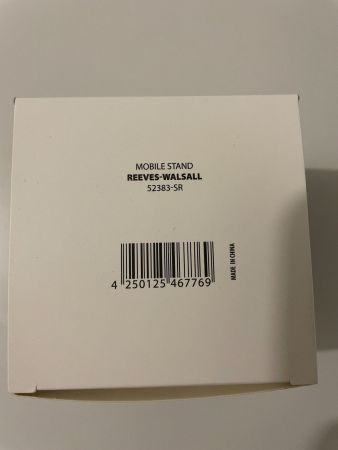 MOBILE STAND
REEVES-WALSALL
52383-SR
4 250125 467769
MADE IN CHINA